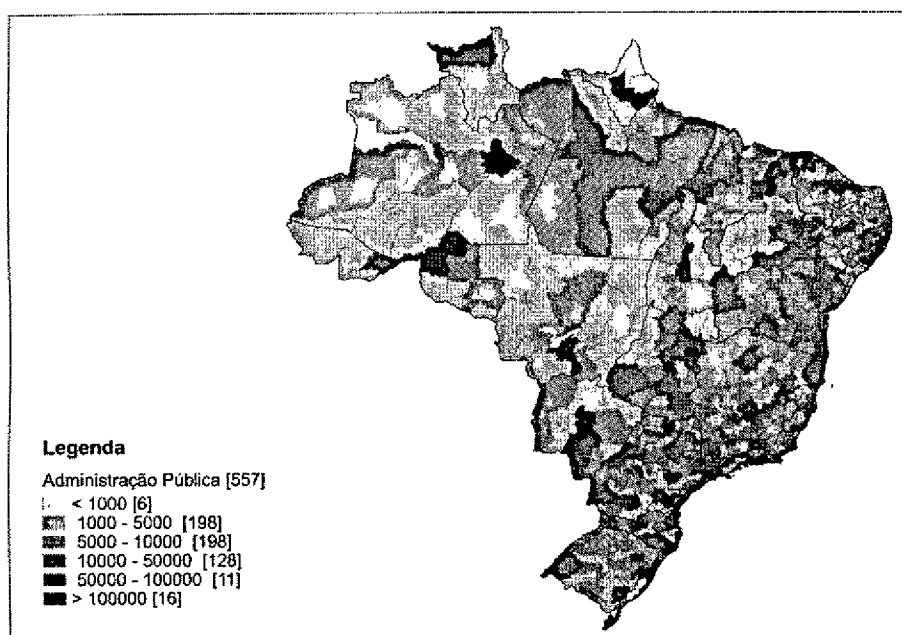 Legenda
Administração Pública [557]
< 1000 [6]
1000 - 5000 [198]
5000 - 10000 [198]
10000 - 50000 [128]
50000 - 100000 [11]
> 100000 [16]